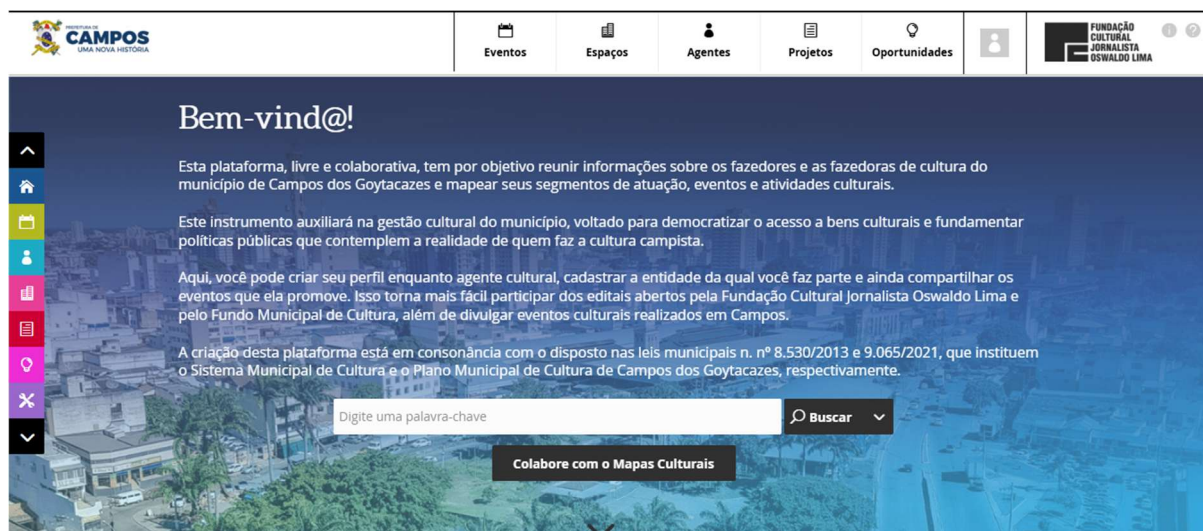 PREFEITURA DE
CAMPOS
UMA NOVA HISTÓRIA
Eventos
Espaços
Agentes
Projetos
Oportunidades
FUNDAÇÃO
CULTURAL
JORNALISTA
OSWALDO LIMA
Bem-vind@!
Esta plataforma, livre e colaborativa, tem por objetivo reunir informações sobre os fazedores e as fazedoras de cultura do
município de Campos dos Goytacazes e mapear seus segmentos de atuação, eventos e atividades culturais.
Este instrumento auxiliará na gestão cultural do município, voltado para democratizar o acesso a bens culturais e fundamentar
políticas públicas que contemplem a realidade de quem faz a cultura campista.
Aqui, você pode criar seu perfil enquanto agente cultural, cadastrar a entidade da qual você faz parte e ainda compartilhar os
eventos que ela promove. Isso torna mais fácil participar dos editais abertos pela Fundação Cultural Jornalista Oswaldo Lima e
pelo Fundo Municipal de Cultura, além de divulgar eventos culturais realizados em Campos.
A criação desta plataforma está em consonância com o disposto nas leis municipais n. nº 8.530/2013 e 9.065/2021, que instituem
o Sistema Municipal de Cultura e o Plano Municipal de Cultura de Campos dos Goytacazes, respectivamente.
Digite uma palavra-chave
Buscar
Colabore com o Mapas Culturais